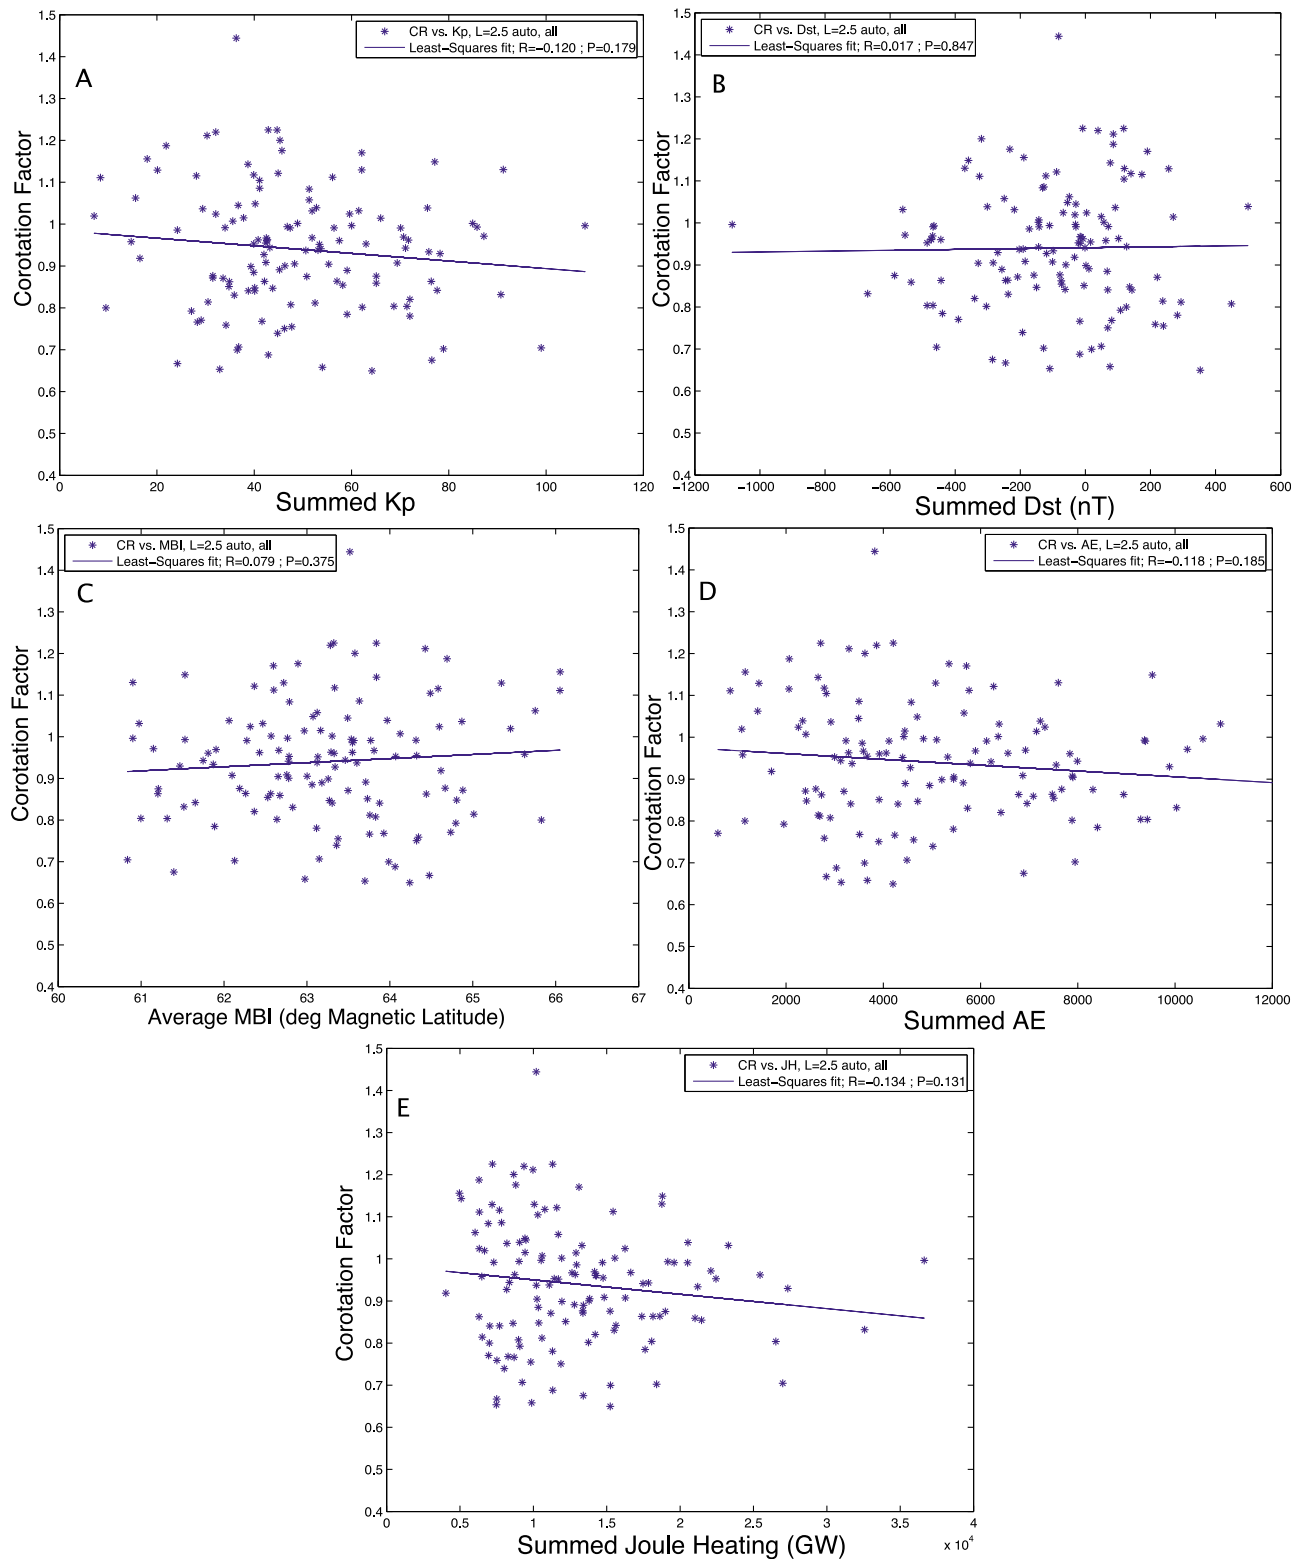 CR vs. Kp, L=2.5 auto, all
Least−Squares fit; R=−0.120 ; P=0.179
A
1.5
1.4
1.3
1.2
1.1
1
0.9
0.8
0.7
0.6
0.5
0.4
Corotation Factor
0 20 40 60 80 100 120
Summed Kp
CR vs. Dst, L=2.5 auto, all
Least−Squares fit; R=0.017 ; P=0.847
B
1.5
1.4
1.3
1.2
1.1
1
0.9
0.8
0.7
0.6
0.5
0.4
Corotation Factor
−1200 −1000 −800 −600 −400 −200 0 200 400 600
Summed Dst (nT)
CR vs. MBI, L=2.5 auto, all
Least−Squares fit; R=0.079 ; P=0.375
C
1.5
1.4
1.3
1.2
1.1
1
0.9
0.8
0.7
0.6
0.5
0.4
Corotation Factor
60 61 62 63 64 65 66 67
Average MBI (deg Magnetic Latitude)
CR vs. AE, L=2.5 auto, all
Least−Squares fit; R=−0.118 ; P=0.185
D
1.5
1.4
1.3
1.2
1.1
1
0.9
0.8
0.7
0.6
0.5
0.4
Corotation Factor
0 2000 4000 6000 8000 10000 12000
Summed AE
CR vs. JH, L=2.5 auto, all
Least−Squares fit; R=−0.134 ; P=0.131
E
1.5
1.4
1.3
1.2
1.1
1
0.9
0.8
0.7
0.6
0.5
0.4
Corotation Factor
0 0.5 1 1.5 2 2.5 3 3.5 4
Summed Joule Heating (GW)
x 10⁴